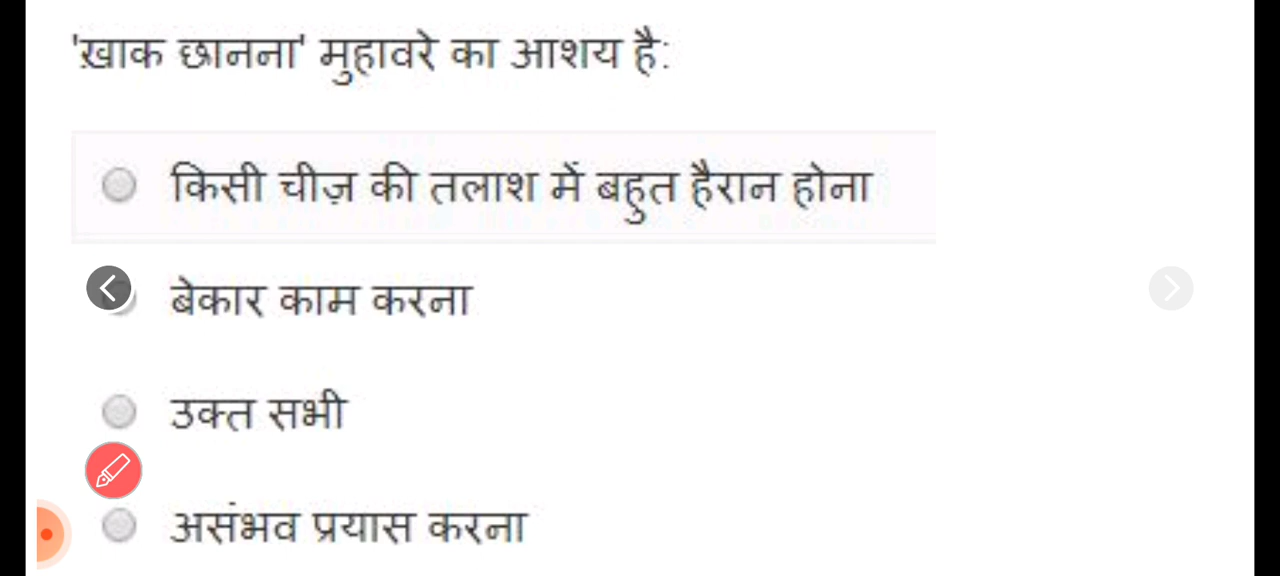 'ख़ाक छानना' मुहावरे का आशय है:
किसी चीज़ की तलाश में बहुत हैरान होना
बेकार काम करना
उक्त सभी
असंभव प्रयास करना